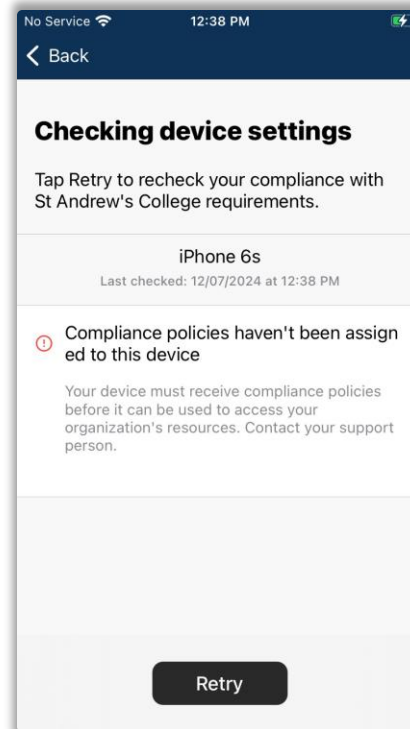 No Service 12:38 PM
Back
Checking device settings
Tap Retry to recheck your compliance with
St Andrew's College requirements.
iPhone 6s
Last checked: 12/07/2024 at 12:38 PM
Compliance policies haven't been assign
ed to this device
Your device must receive compliance policies
before it can be used to access your
organization's resources. Contact your support
person.
Retry